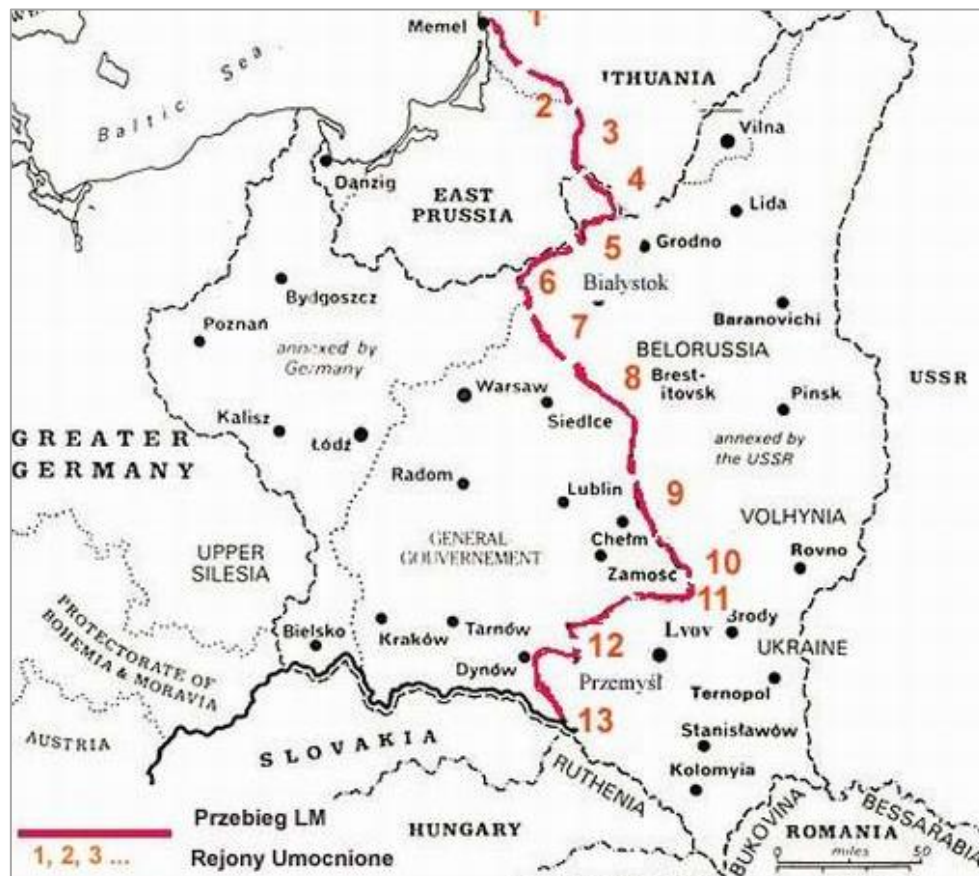 1
Memel
Baltic Sea
ITHUANIA
2
3
Vilna
Danzig
4
EAST
PRUSSIA
Lida
5
Grodno
6
Białystok
Bydgoszcz
Poznań
7
Baranovichi
annexed by
Germany
BELORUSSIA
8
Brest-
itovsk
USSR
Warsaw
Pinsk
Siedlce
Kalisz
Łódź
GREATER
GERMANY
annexed by
the USSR
Radom
9
Lublin
VOLHYNIA
GENERAL
GOUVERNEMENT
Chełm
UPPER
SILESIA
10
Rovno
Zamość
11
Brody
PROTECTORATE OF
BOHEMIA & MORAVIA
Bielsko
Kraków
Tarnów
12
Lvov
UKRAINE
Dynów
Przemyśl
Ternopol
13
AUSTRIA
SLOVAKIA
Stanisławów
Kolomyia
RUTHENIA
BUKOVINA
BESSARABIA
Przebieg LM
HUNGARY
ROMANIA
1, 2, 3 ...
Rejony Umocnione
0 miles 50